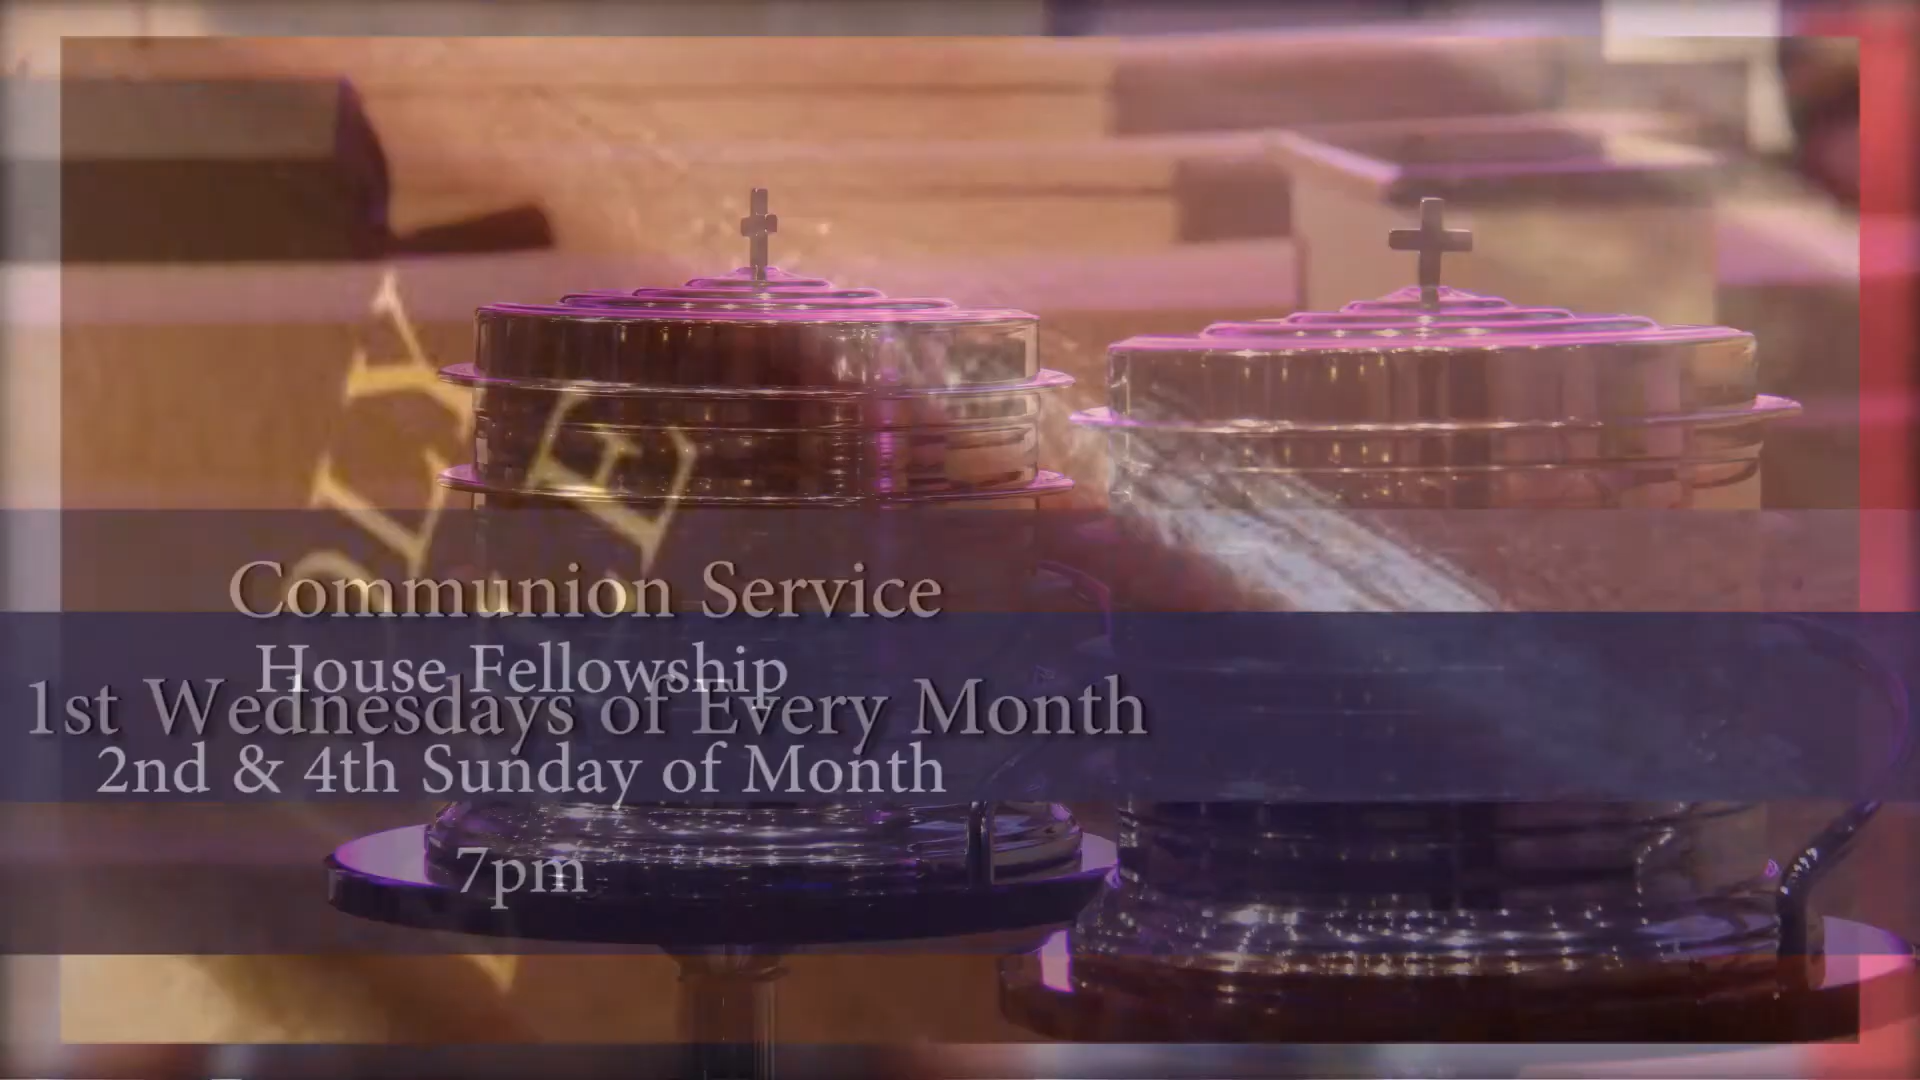 Communion Service
House Fellowship
1st Wednesdays of Every Month
2nd & 4th Sunday of Month
7pm